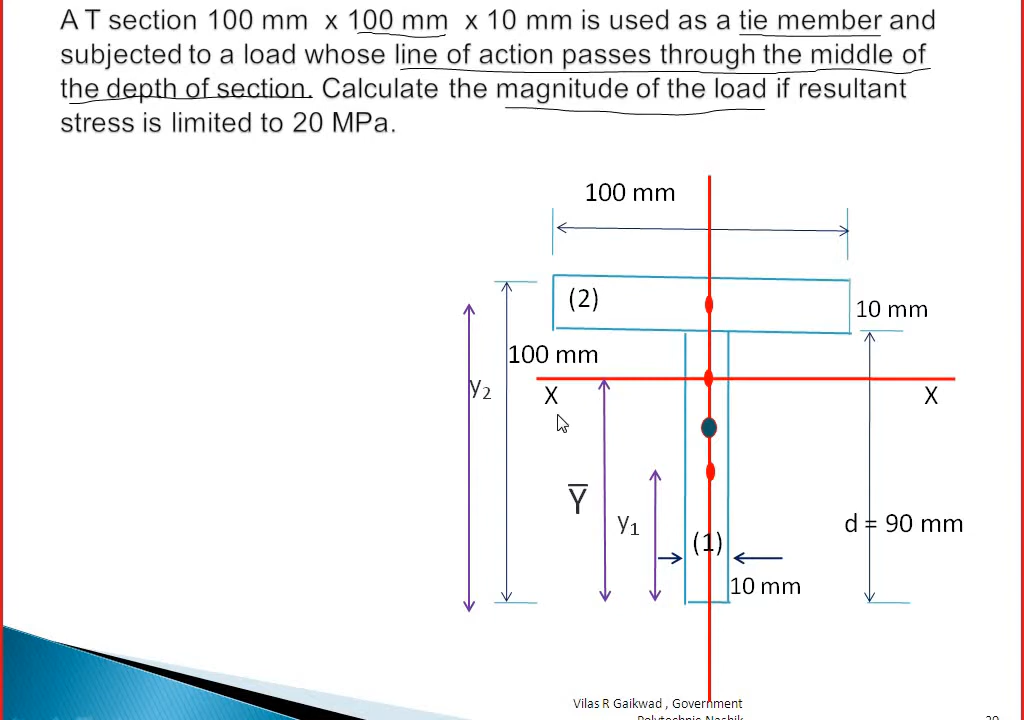 A T section 100 mm x 100 mm x 10 mm is used as a tie member and
subjected to a load whose line of action passes through the middle of
the depth of section. Calculate the magnitude of the load if resultant
stress is limited to 20 MPa.
100 mm
(2)
10 mm
100 mm
y2
X
X
Y̅
y1
d = 90 mm
(1)
10 mm
Vilas R Gaikwad , Government
Polytechnic Nashik